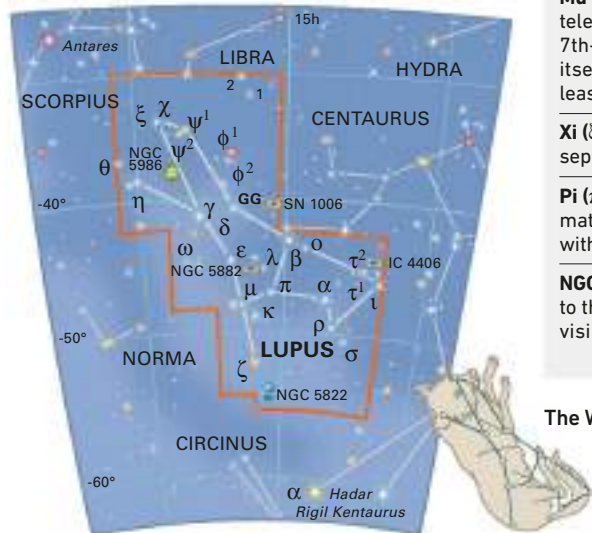 15h
Antares
LIBRA
HYDRA
SCORPIUS
2
1
CENTAURUS
ξ
χ
ψ1
φ1
ψ2
NGC
5986
θ
φ2
GG
SN 1006
-40°
η
γ
δ
ο
ω
ε
λ
β
τ2
IC 4406
NGC 5882
μ
π
α
τ1
ι
κ
ρ
-50°
LUPUS
σ
NORMA
ζ
NGC 5822
CIRCINUS
-60°
α
Hadar
Rigil Kentaurus
tele
7th-
itsel
leas
Xi (ξ
sep
Pi (
mat
with
NGC
to th
visi
The W